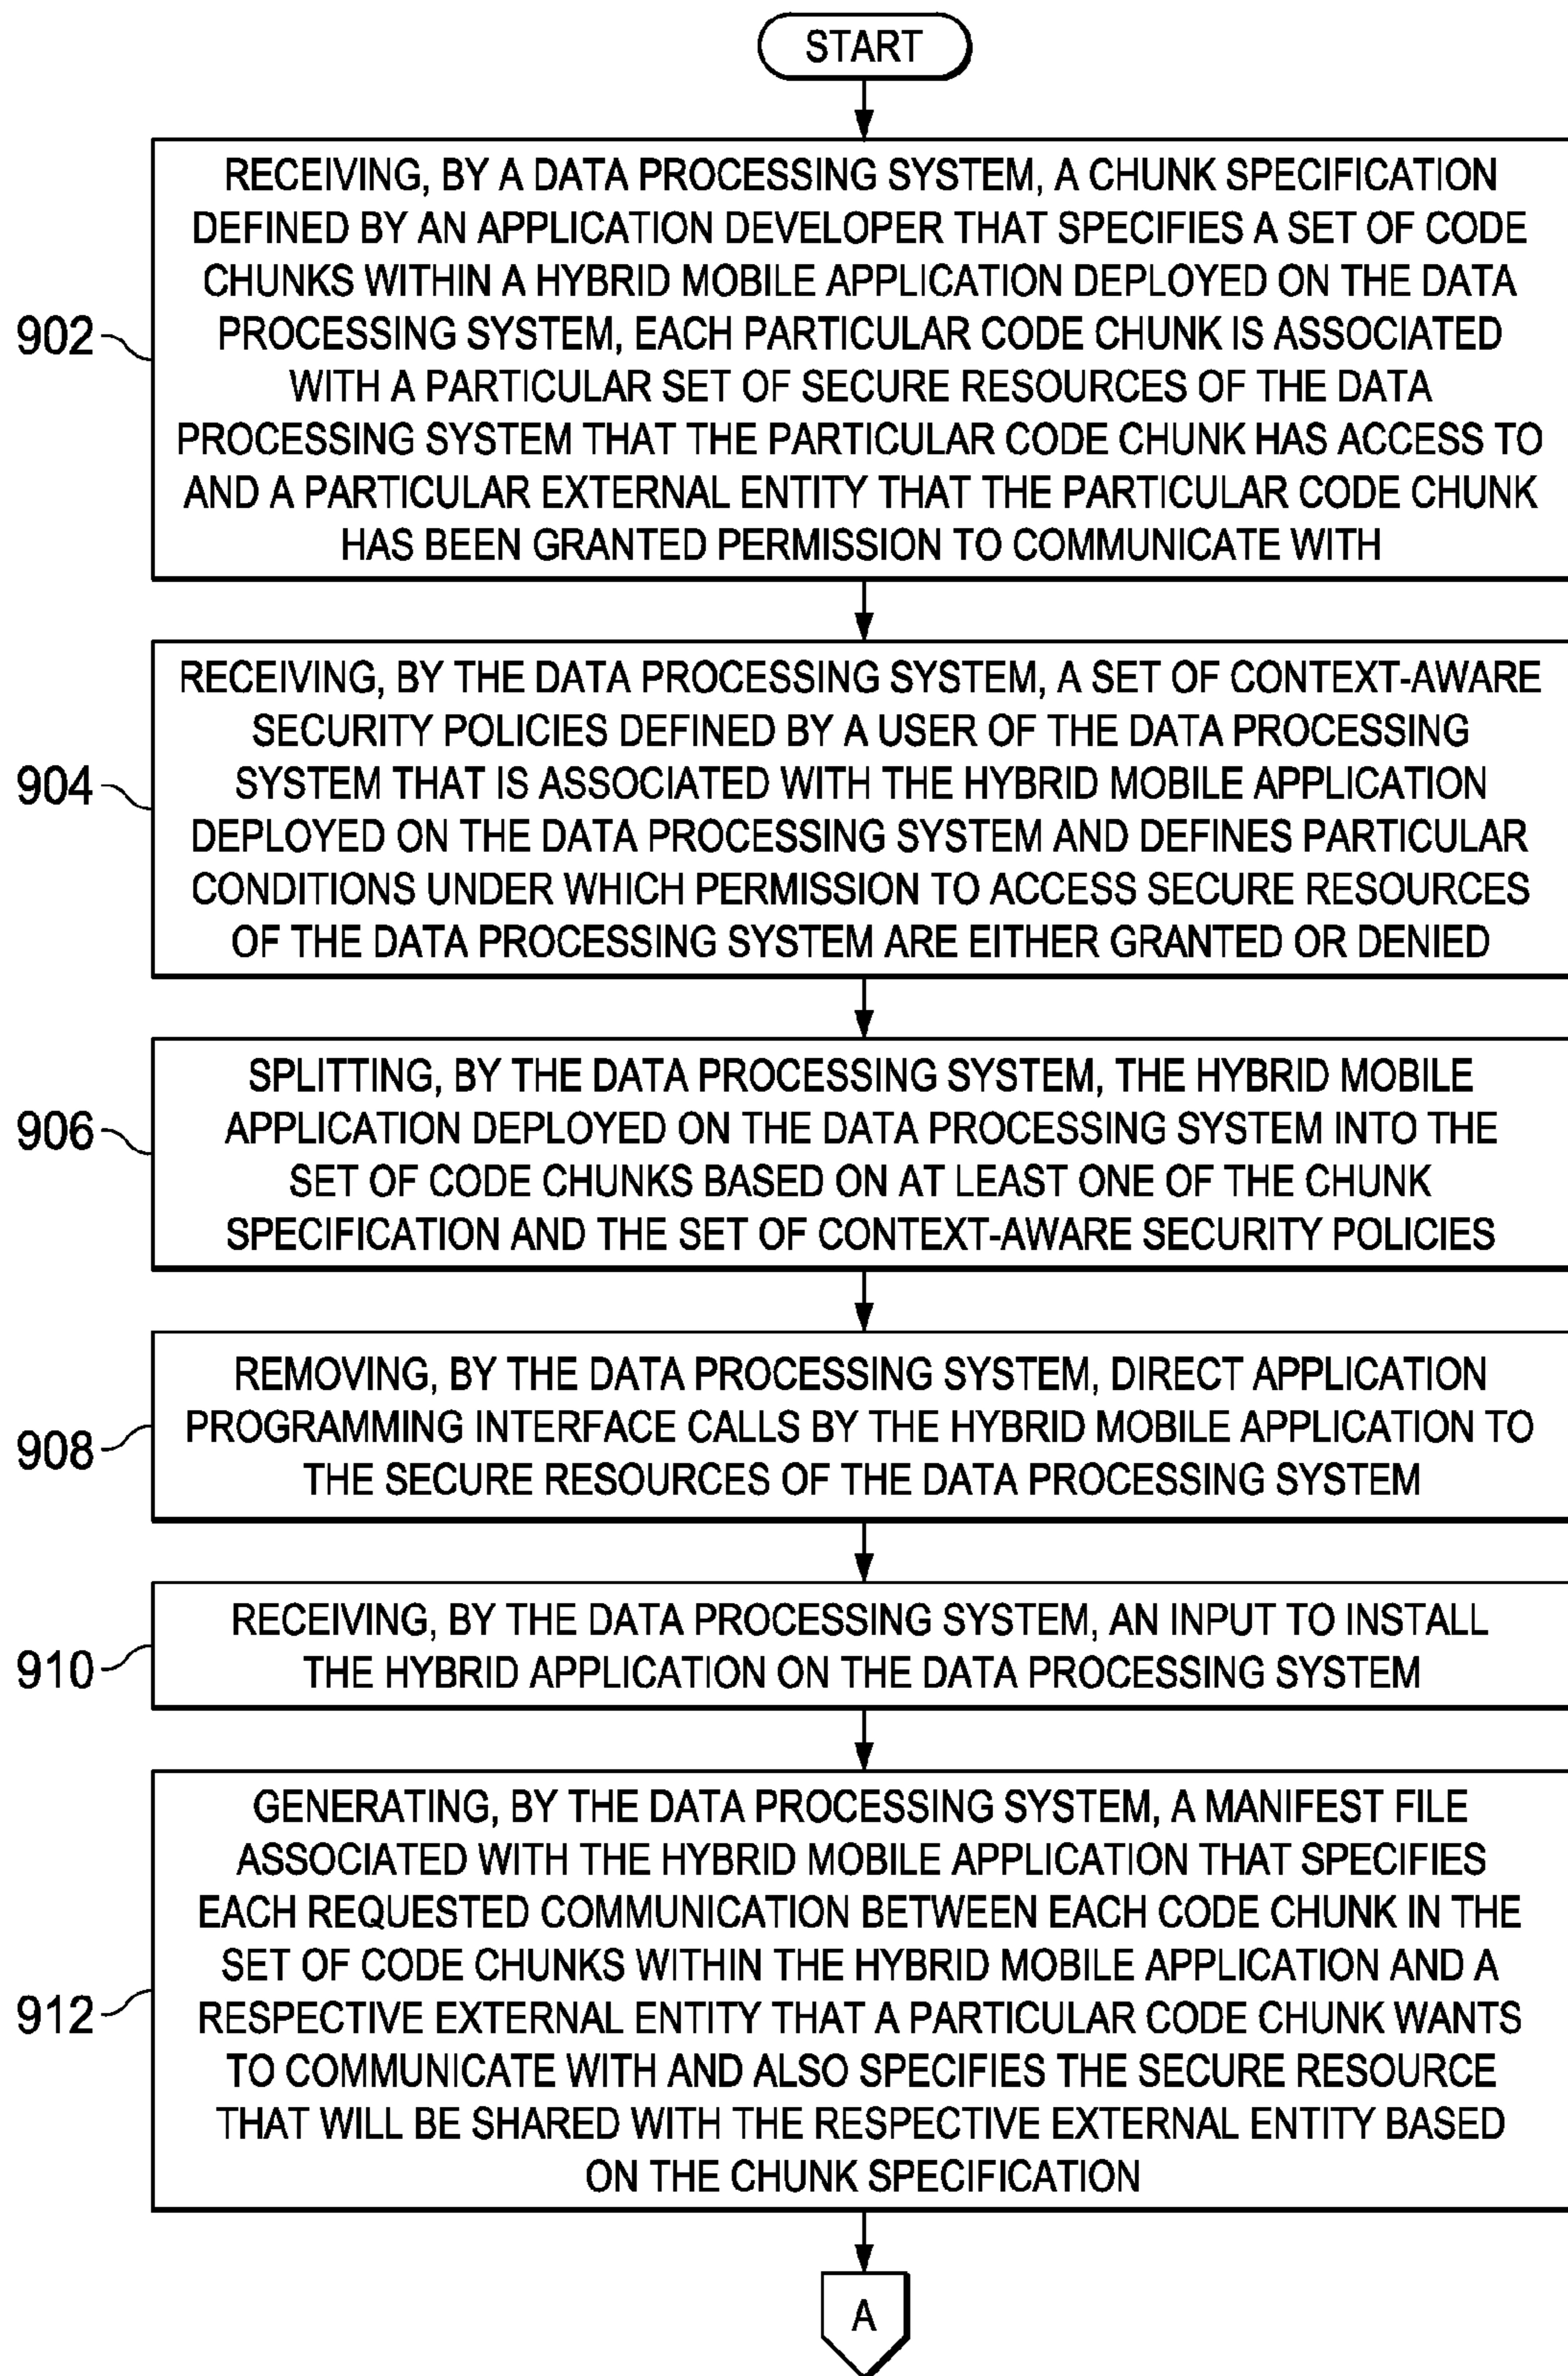 START
RECEIVING, BY A DATA PROCESSING SYSTEM, A CHUNK SPECIFICATION
DEFINED BY AN APPLICATION DEVELOPER THAT SPECIFIES A SET OF CODE
CHUNKS WITHIN A HYBRID MOBILE APPLICATION DEPLOYED ON THE DATA
PROCESSING SYSTEM, EACH PARTICULAR CODE CHUNK IS ASSOCIATED
WITH A PARTICULAR SET OF SECURE RESOURCES OF THE DATA
PROCESSING SYSTEM THAT THE PARTICULAR CODE CHUNK HAS ACCESS TO
AND A PARTICULAR EXTERNAL ENTITY THAT THE PARTICULAR CODE CHUNK
HAS BEEN GRANTED PERMISSION TO COMMUNICATE WITH
902
RECEIVING, BY THE DATA PROCESSING SYSTEM, A SET OF CONTEXT-AWARE
SECURITY POLICIES DEFINED BY A USER OF THE DATA PROCESSING
SYSTEM THAT IS ASSOCIATED WITH THE HYBRID MOBILE APPLICATION
DEPLOYED ON THE DATA PROCESSING SYSTEM AND DEFINES PARTICULAR
CONDITIONS UNDER WHICH PERMISSION TO ACCESS SECURE RESOURCES
OF THE DATA PROCESSING SYSTEM ARE EITHER GRANTED OR DENIED
904
SPLITTING, BY THE DATA PROCESSING SYSTEM, THE HYBRID MOBILE
APPLICATION DEPLOYED ON THE DATA PROCESSING SYSTEM INTO THE
SET OF CODE CHUNKS BASED ON AT LEAST ONE OF THE CHUNK
SPECIFICATION AND THE SET OF CONTEXT-AWARE SECURITY POLICIES
906
REMOVING, BY THE DATA PROCESSING SYSTEM, DIRECT APPLICATION
PROGRAMMING INTERFACE CALLS BY THE HYBRID MOBILE APPLICATION TO
THE SECURE RESOURCES OF THE DATA PROCESSING SYSTEM
908
RECEIVING, BY THE DATA PROCESSING SYSTEM, AN INPUT TO INSTALL
THE HYBRID APPLICATION ON THE DATA PROCESSING SYSTEM
910
GENERATING, BY THE DATA PROCESSING SYSTEM, A MANIFEST FILE
ASSOCIATED WITH THE HYBRID MOBILE APPLICATION THAT SPECIFIES
EACH REQUESTED COMMUNICATION BETWEEN EACH CODE CHUNK IN THE
SET OF CODE CHUNKS WITHIN THE HYBRID MOBILE APPLICATION AND A
RESPECTIVE EXTERNAL ENTITY THAT A PARTICULAR CODE CHUNK WANTS
TO COMMUNICATE WITH AND ALSO SPECIFIES THE SECURE RESOURCE
THAT WILL BE SHARED WITH THE RESPECTIVE EXTERNAL ENTITY BASED
ON THE CHUNK SPECIFICATION
912
A